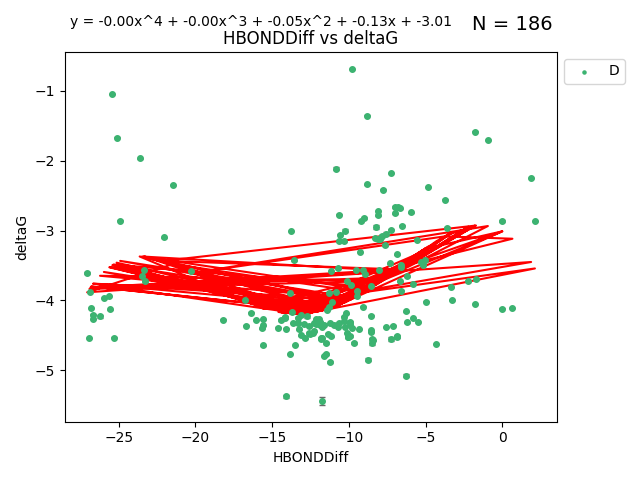 y = -0.00x^4 + -0.00x^3 + -0.05x^2 + -0.13x + -3.01
N = 186
HBONDDiff vs deltaG
D
−1
−2
−3
−4
−5
deltaG
−25
−20
−15
−10
−5
0
HBONDDiff